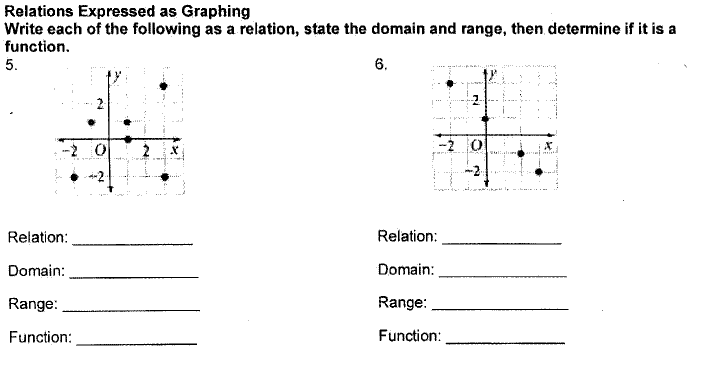 Relations Expressed as Graphing
Write each of the following as a relation, state the domain and range, then determine if it is a
function.
5.
6.
y
2
-2 O 2 x
-2
y
2
-2 O x
-2
Relation:
Domain:
Range:
Function:
Relation:
Domain:
Range:
Function: